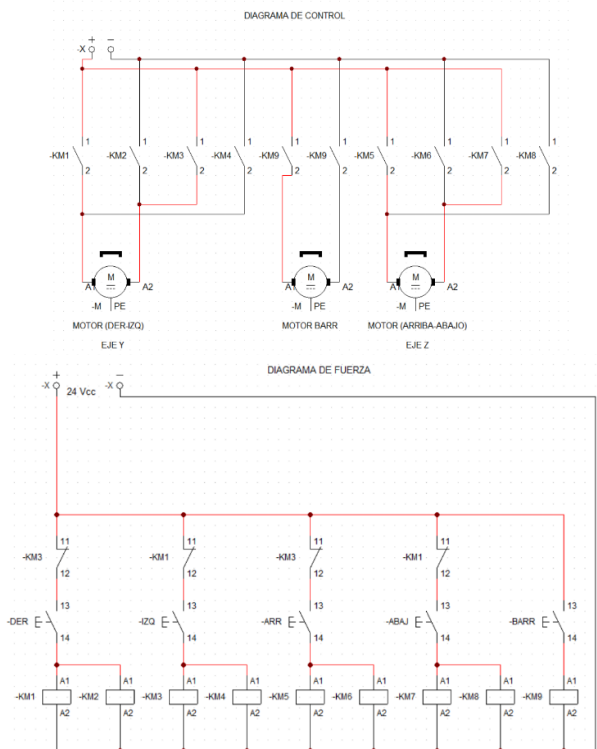 DIAGRAMA DE CONTROL
+ −
-X
1 1 1 1 1 1 1 1 1 1
-KM1 -KM2 -KM3 -KM4 -KM9 -KM9 -KM5 -KM6 -KM7 -KM8
2 2 2 2 2 2 2 2 2 2
M M M
A1 A2 A1 A2 A1 A2
-M PE -M PE -M PE
MOTOR (DER-IZQ) MOTOR BARR MOTOR (ARRIBA-ABAJO)
EJE Y EJE Z
DIAGRAMA DE FUERZA
+ −
-X -X
24 Vcc
11 11 11 11
-KM3 -KM1 -KM3 -KM1
12 12 12 12
13 13 13 13 13
-DER -IZQ -ARR -ABAJ -BARR
14 14 14 14 14
A1 A1 A1 A1 A1 A1 A1 A1 A1
-KM1 -KM2 -KM3 -KM4 -KM5 -KM6 -KM7 -KM8 -KM9
A2 A2 A2 A2 A2 A2 A2 A2 A2